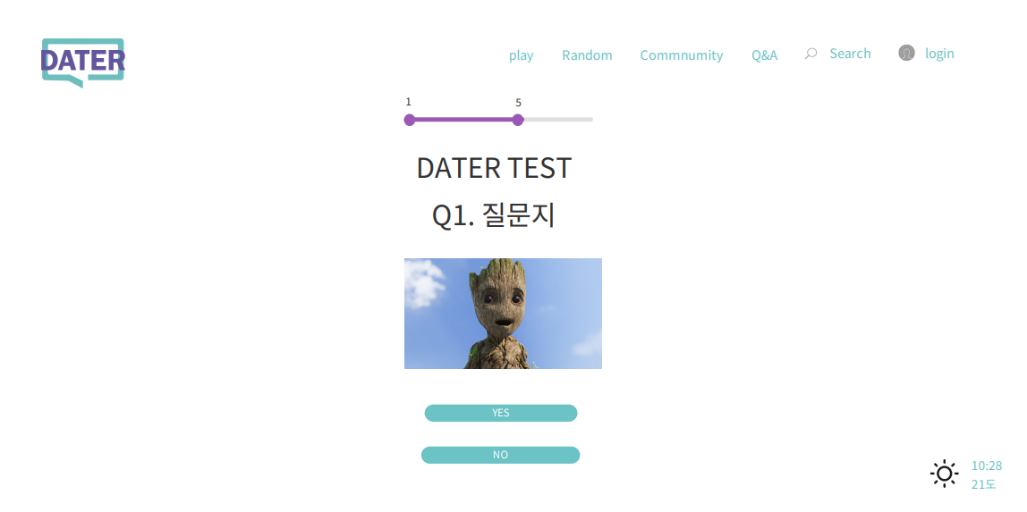 DATER
play Random Commnumity Q&A Search login
1 5
DATER TEST
Q1. 질문지
YES
NO
10:28
21도